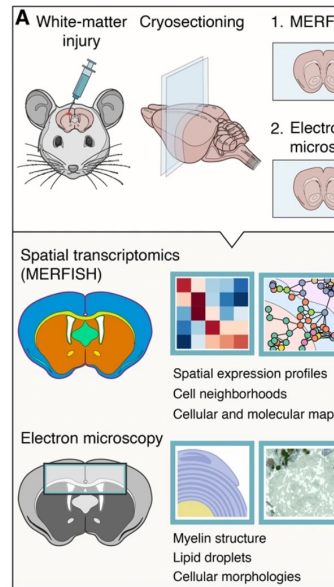 A White-matter injury
Cryosectioning
1. MERF
2. Electro
micros
Spatial transcriptomics
(MERFISH)
Spatial expression profiles
Cell neighborhoods
Cellular and molecular map
Electron microscopy
Myelin structure
Lipid droplets
Cellular morphologies